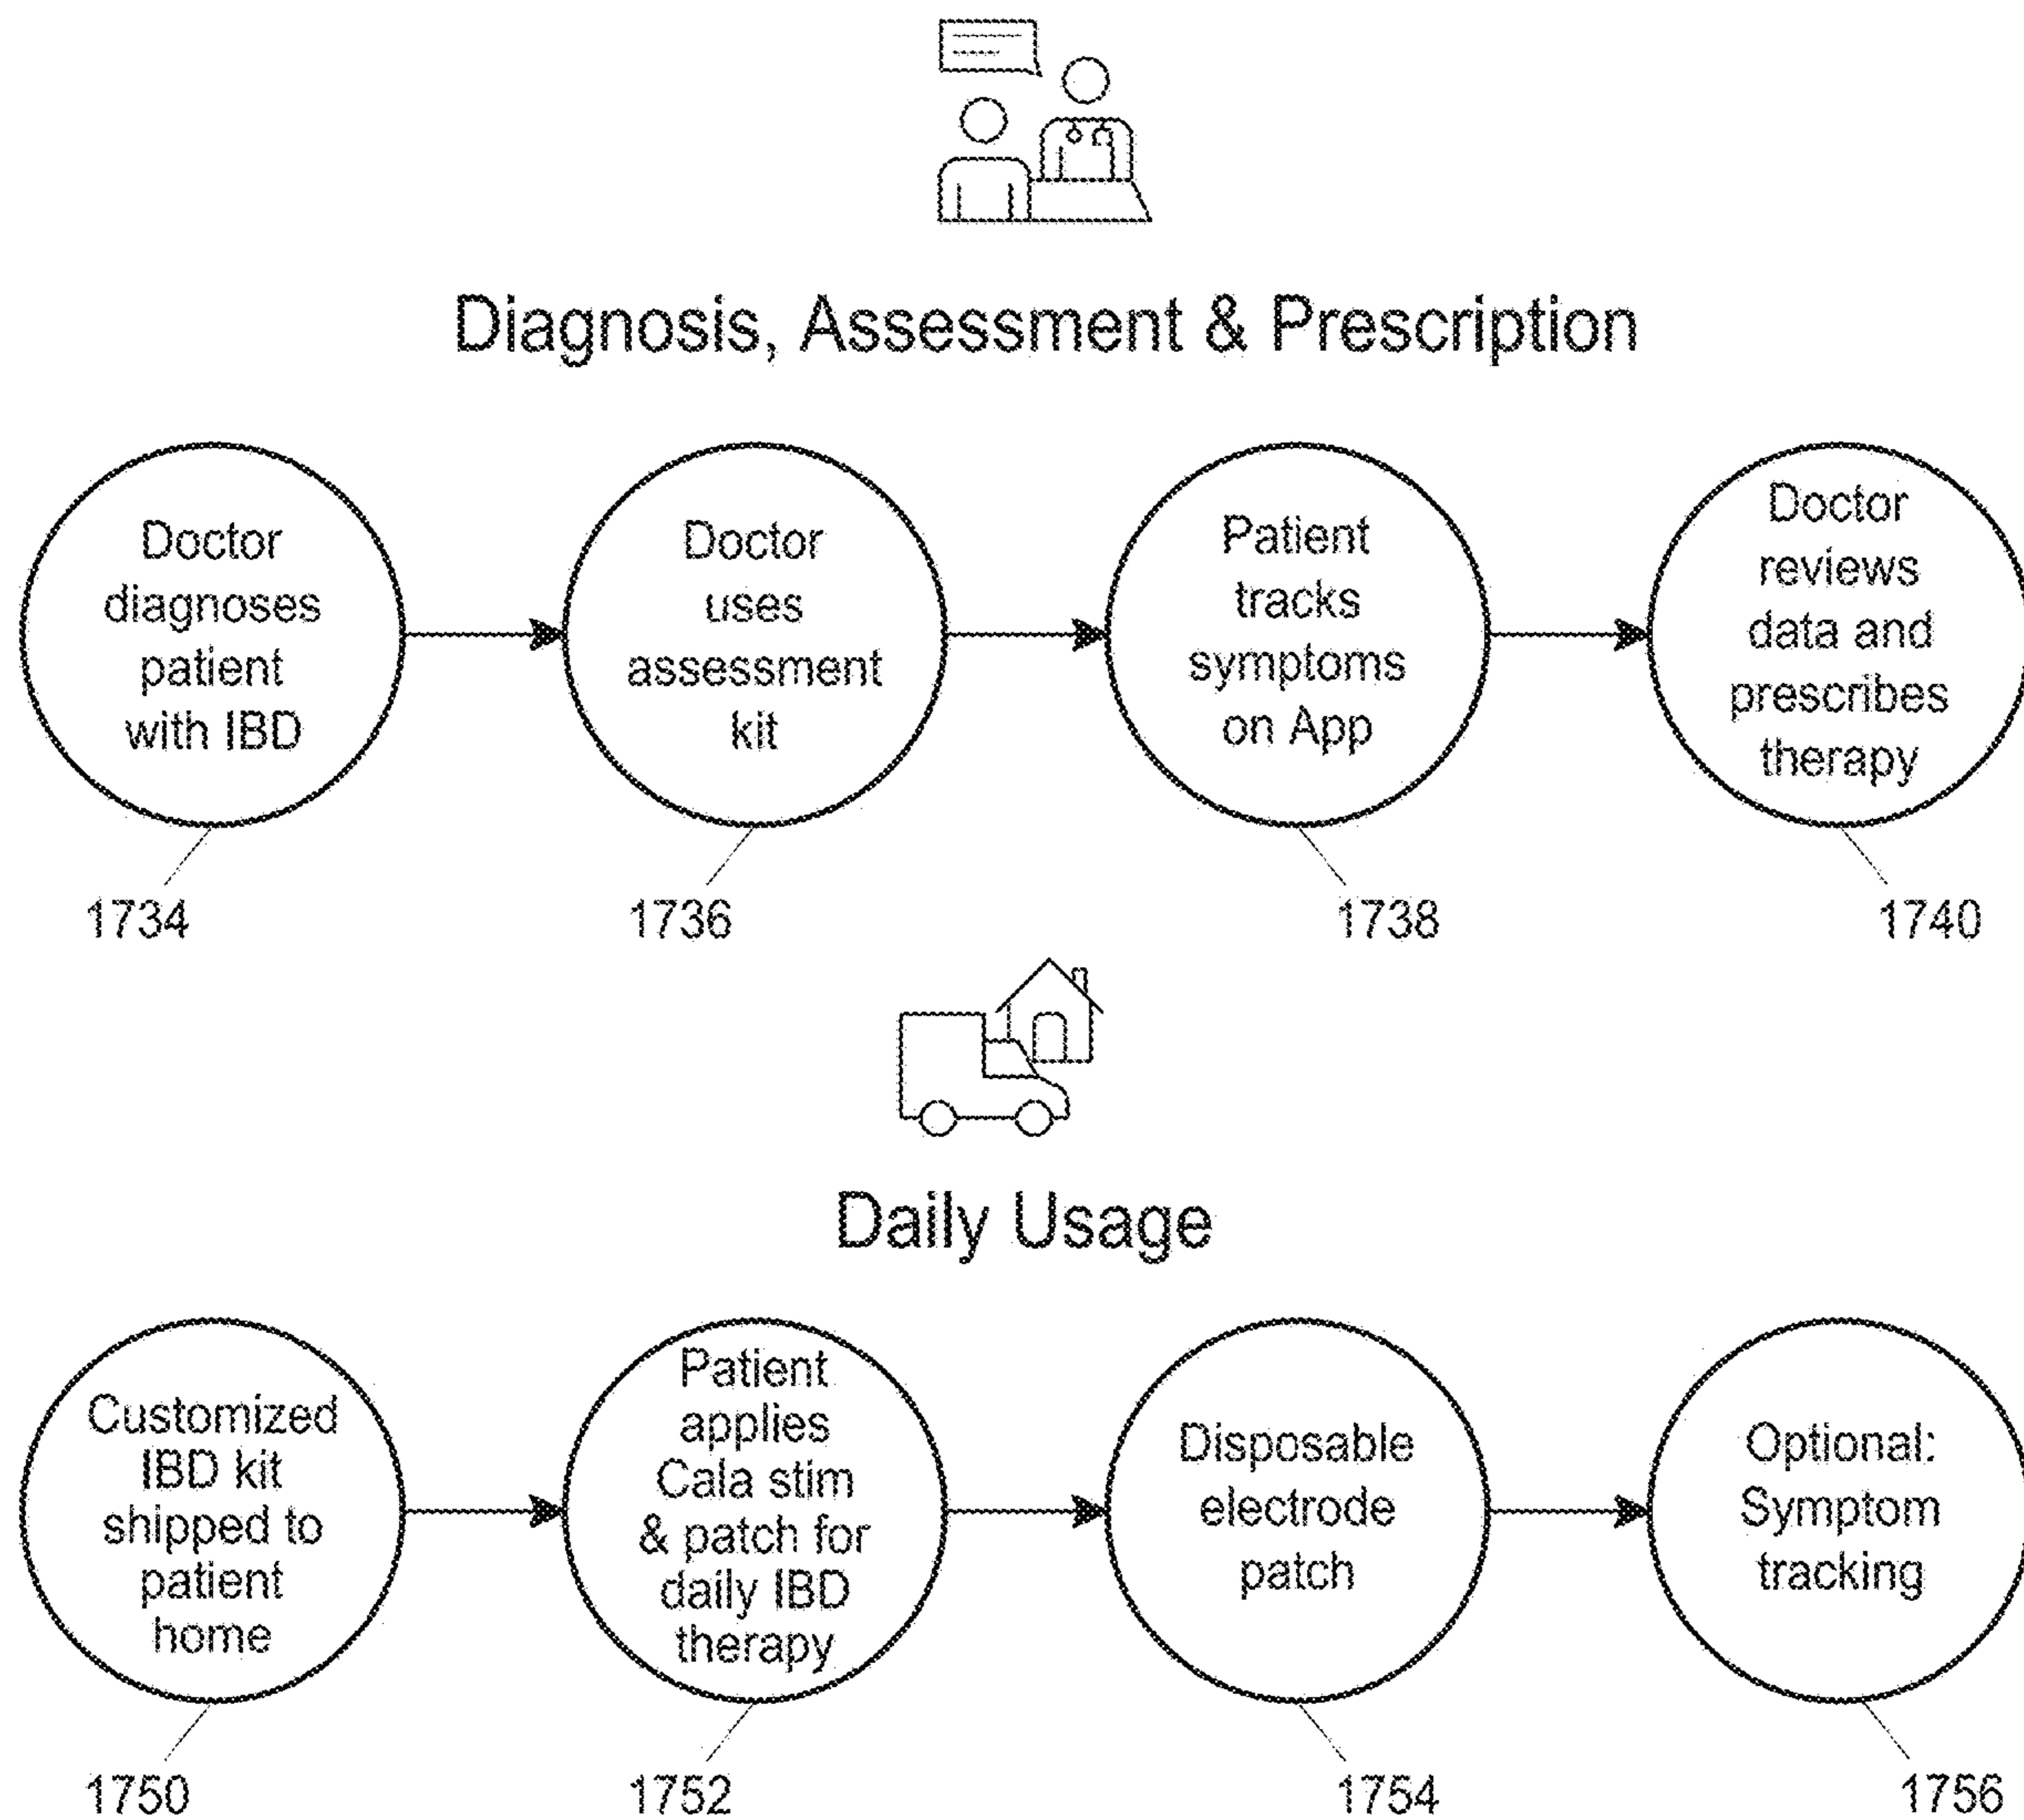 Diagnosis, Assessment & Prescription
Doctor
diagnoses
patient
with IBD
Doctor
uses
assessment
kit
Patient
tracks
symptoms
on App
Doctor
reviews
data and
prescribes
therapy
1734
1736
1738
1740
Daily Usage
Customized
IBD kit
shipped to
patient
home
Patient
applies
Cala stim
& patch for
daily IBD
therapy
Disposable
electrode
patch
Optional:
Symptom
tracking
1750
1752
1754
1756